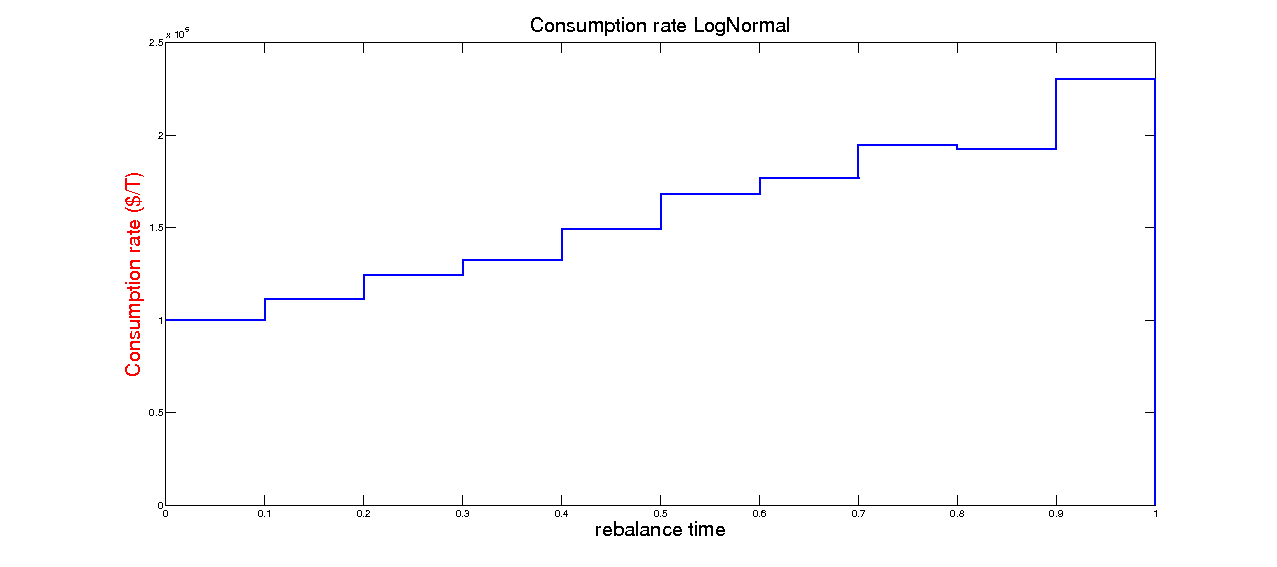 Consumption rate LogNormal
x 10^5
2.5
2
1.5
1
0.5
0
Consumption rate ($/T)
0 0.1 0.2 0.3 0.4 0.5 0.6 0.7 0.8 0.9 1
rebalance time